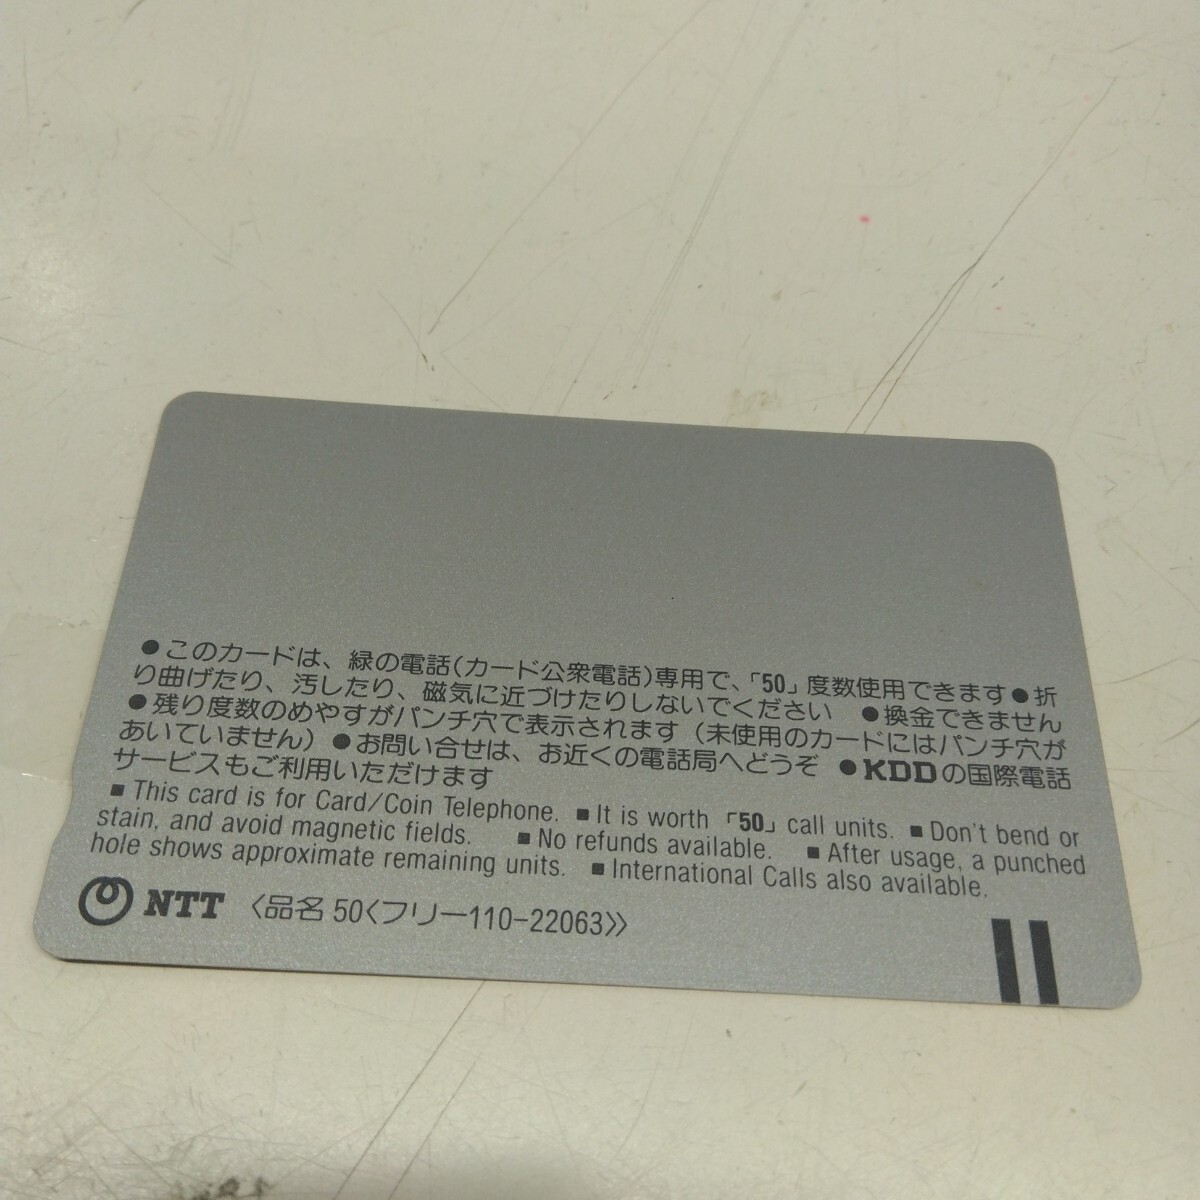 ●このカードは、緑の電話(カード公衆電話)専用で、「50」度数使用できます●折
り曲げたり、汚したり、磁気に近づけたりしないでください ●換金できません
●残り度数のめやすがパンチ穴で表示されます（未使用のカードにはパンチ穴が
あいていません）●お問い合せは、お近くの電話局へどうぞ ●KDDの国際電話
サービスもご利用いただけます
■This card is for Card/Coin Telephone. ■It is worth「50」call units. ■Don't bend or
stain, and avoid magnetic fields. ■No refunds available. ■After usage, a punched
hole shows approximate remaining units. ■International Calls also available.
NTT 〈品名 50〈フリー110-22063〉〉